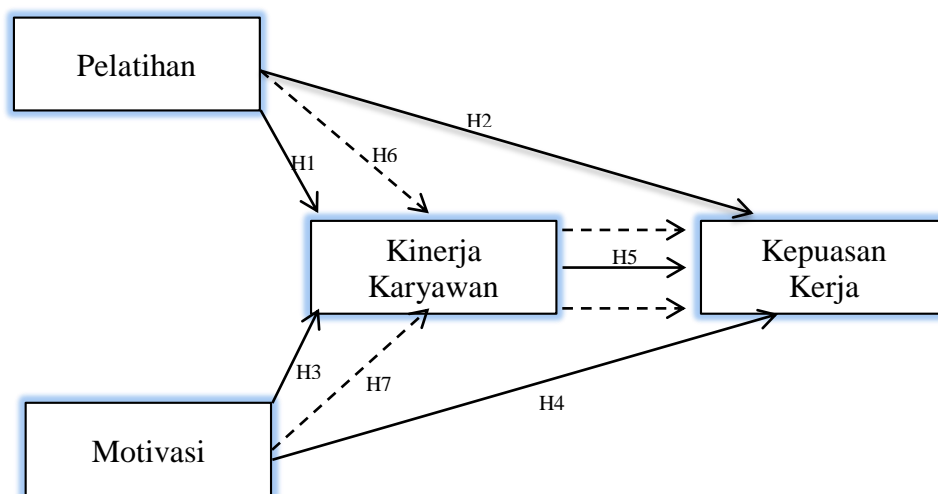 Pelatihan
H2
H1
H6
Kinerja
Karyawan
H5
Kepuasan
Kerja
H3
H7
H4
Motivasi